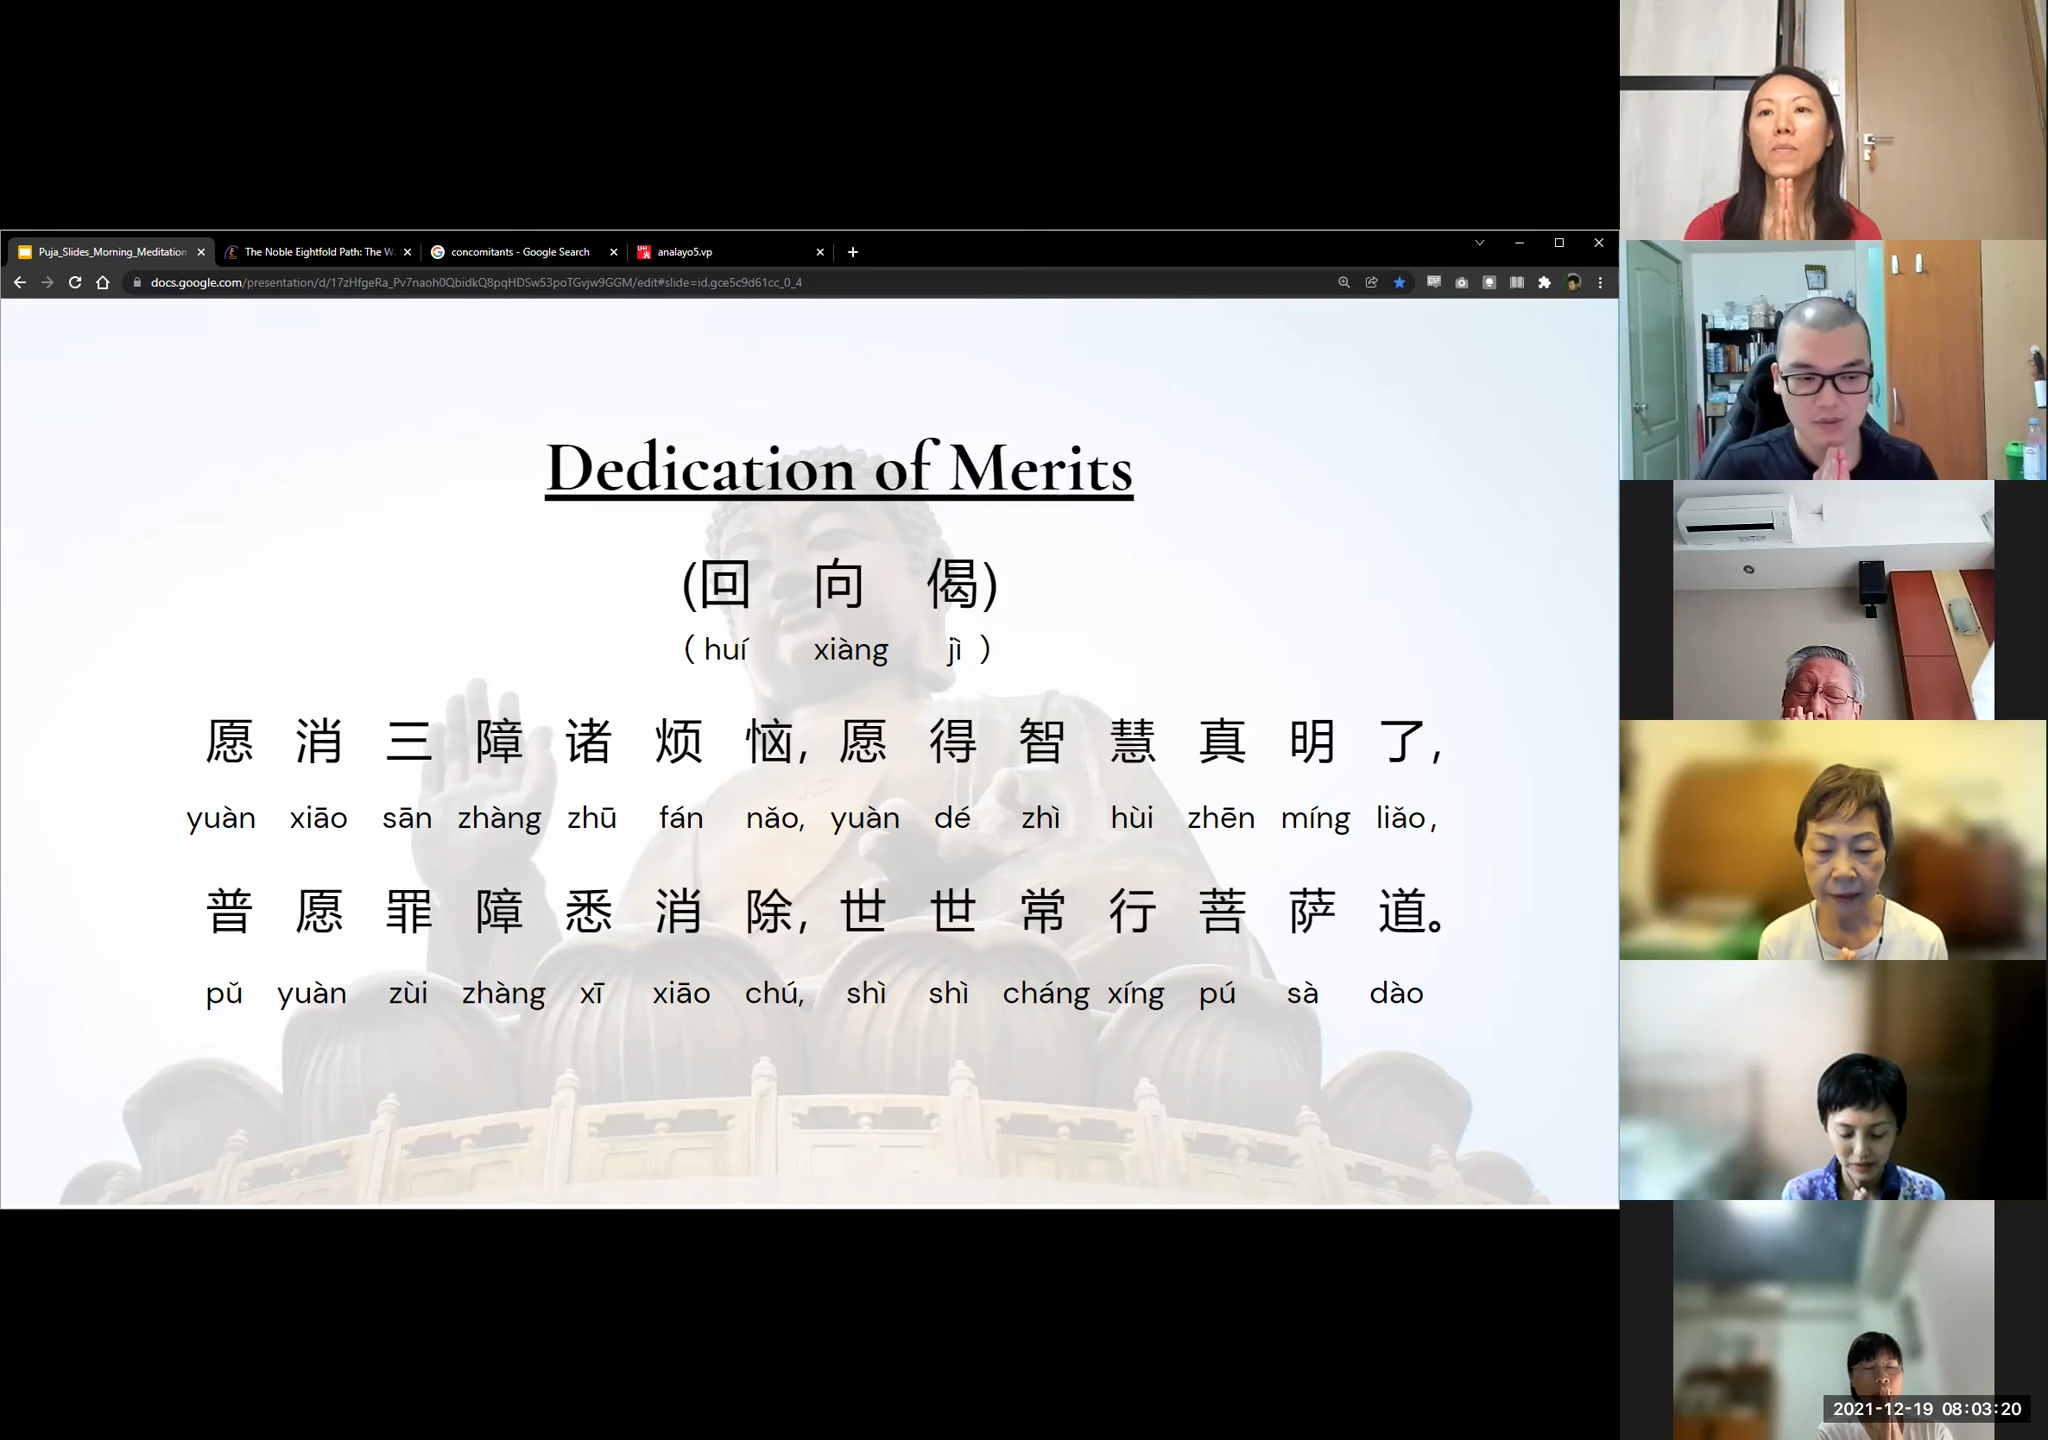 Puja_Slides_Morning_Meditation
The Noble Eightfold Path: The W
concomitants - Google Search
analayo5.vp
docs.google.com/presentation/d/17zHfgeRa_Pv7naoh0QbidkQ8pqHDSw53poTGvjw9GGM/edit#slide=id.gce5c9d61cc_0_4
Dedication of Merits
(回 向 偈)
( huí xiàng jì )
愿 消 三 障 诸 烦 恼, 愿 得 智 慧 真 明 了,
yuàn xiāo sān zhàng zhū fán nǎo, yuàn dé zhì hùi zhēn míng liǎo,
普 愿 罪 障 悉 消 除, 世 世 常 行 菩 萨 道。
pǔ yuàn zùi zhàng xī xiāo chú, shì shì cháng xíng pú sà dào
2021-12-19 08:03:20